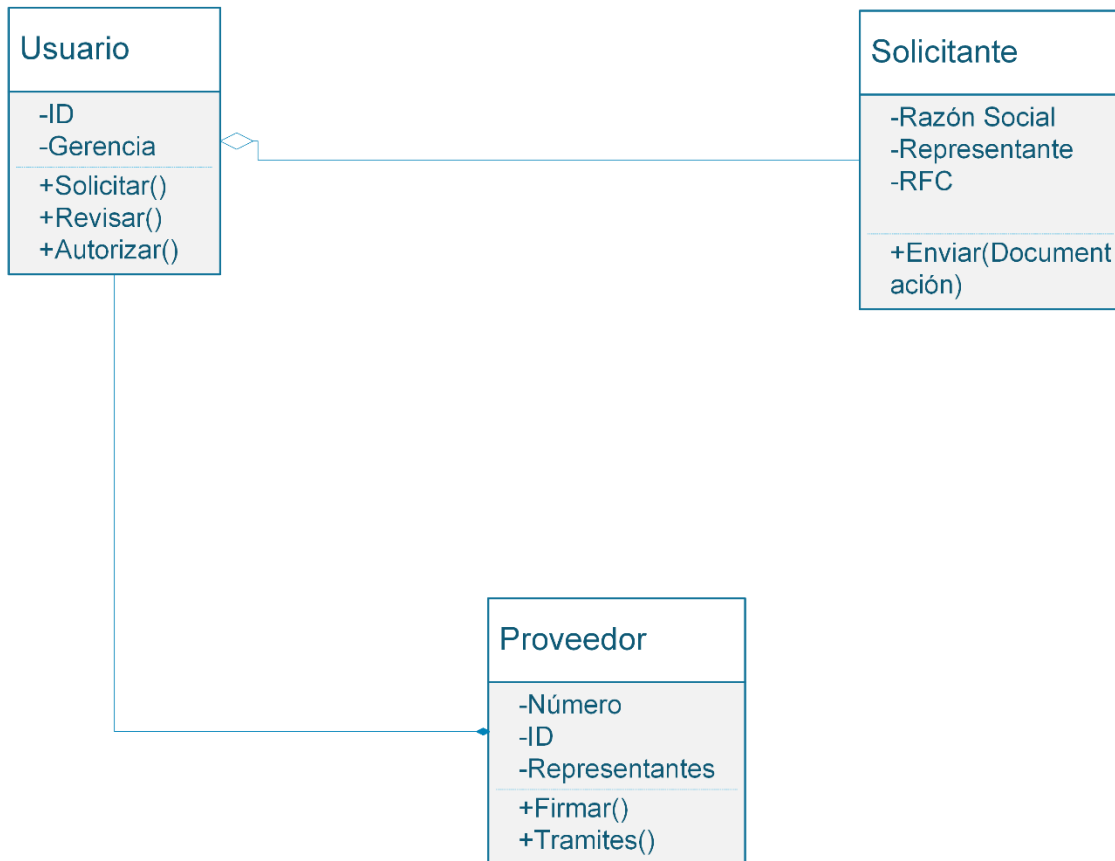 Usuario
-ID
-Gerencia
+Solicitar()
+Revisar()
+Autorizar()
Solicitante
-Razón Social
-Representante
-RFC
+Enviar(Document
ación)
Proveedor
-Número
-ID
-Representantes
+Firmar()
+Tramites()